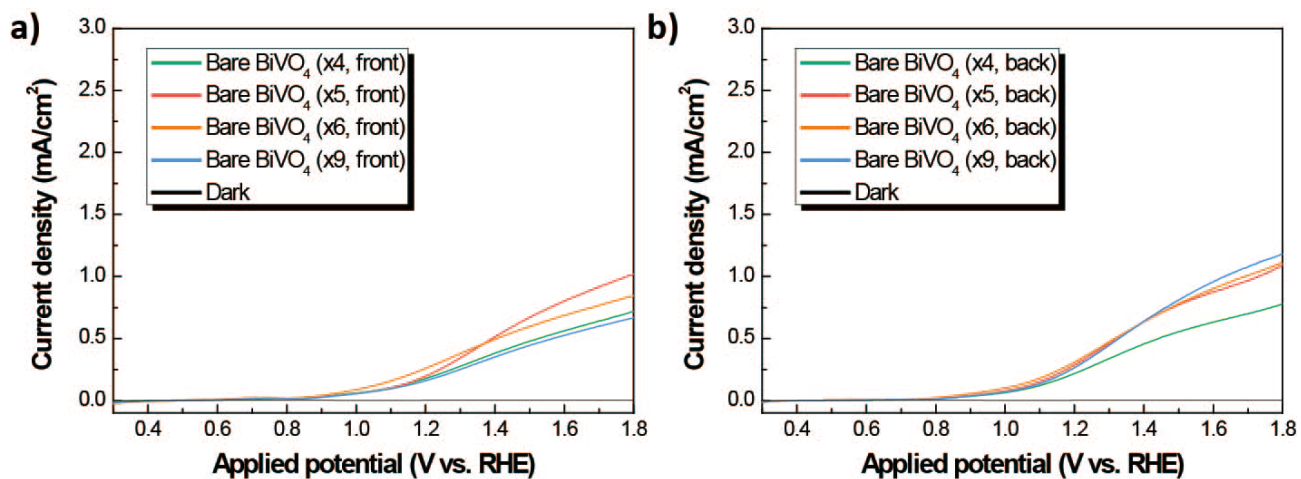 a)
3.0
2.5
2.0
1.5
1.0
0.5
0.0
Current density (mA/cm²)
Bare BiVO₄ (x4, front)
Bare BiVO₄ (x5, front)
Bare BiVO₄ (x6, front)
Bare BiVO₄ (x9, front)
Dark
0.4 0.6 0.8 1.0 1.2 1.4 1.6 1.8
Applied potential (V vs. RHE)
b)
3.0
2.5
2.0
1.5
1.0
0.5
0.0
Current density (mA/cm²)
Bare BiVO₄ (x4, back)
Bare BiVO₄ (x5, back)
Bare BiVO₄ (x6, back)
Bare BiVO₄ (x9, back)
Dark
0.4 0.6 0.8 1.0 1.2 1.4 1.6 1.8
Applied potential (V vs. RHE)